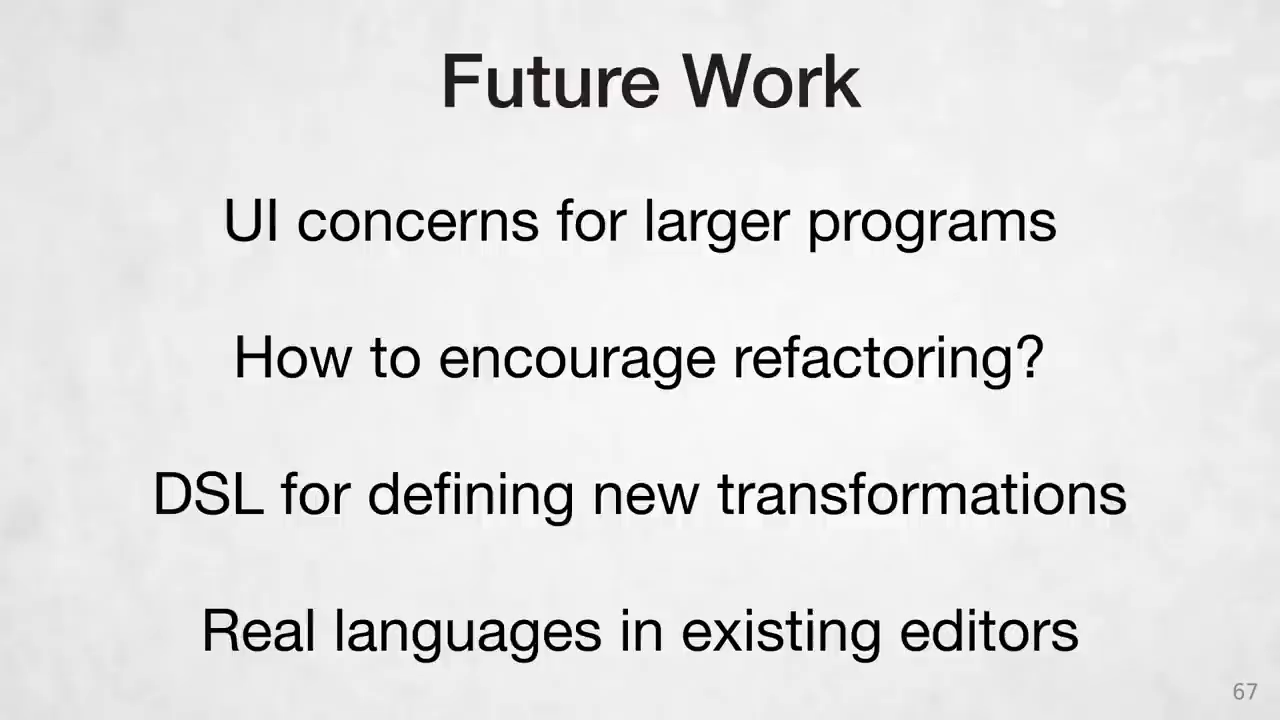 Future Work
UI concerns for larger programs
How to encourage refactoring?
DSL for defining new transformations
Real languages in existing editors
67